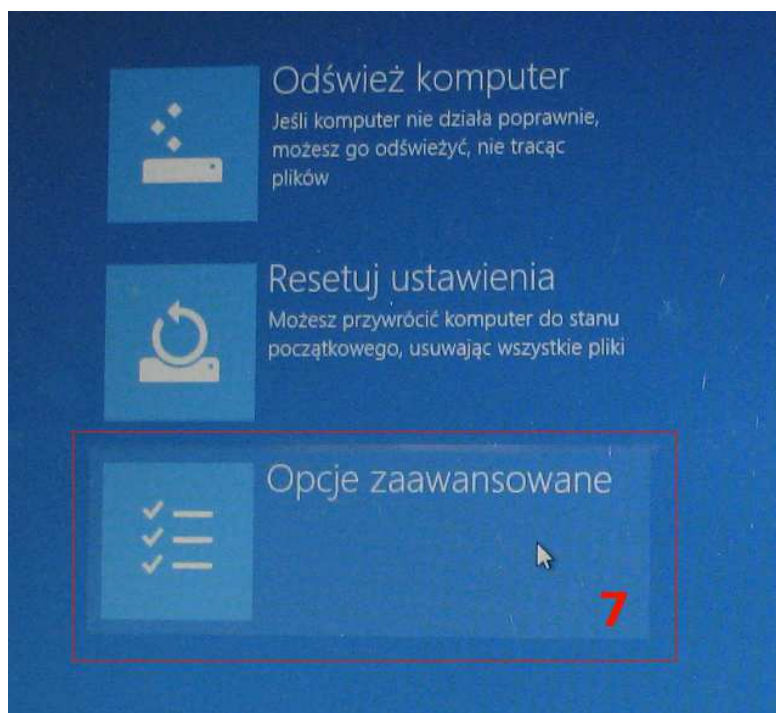 Odśwież komputer
Jeśli komputer nie działa poprawnie,
możesz go odświeżyć, nie tracąc
plików
Resetuj ustawienia
Możesz przywrócić komputer do stanu
początkowego, usuwając wszystkie pliki
Opcje zaawansowane
7